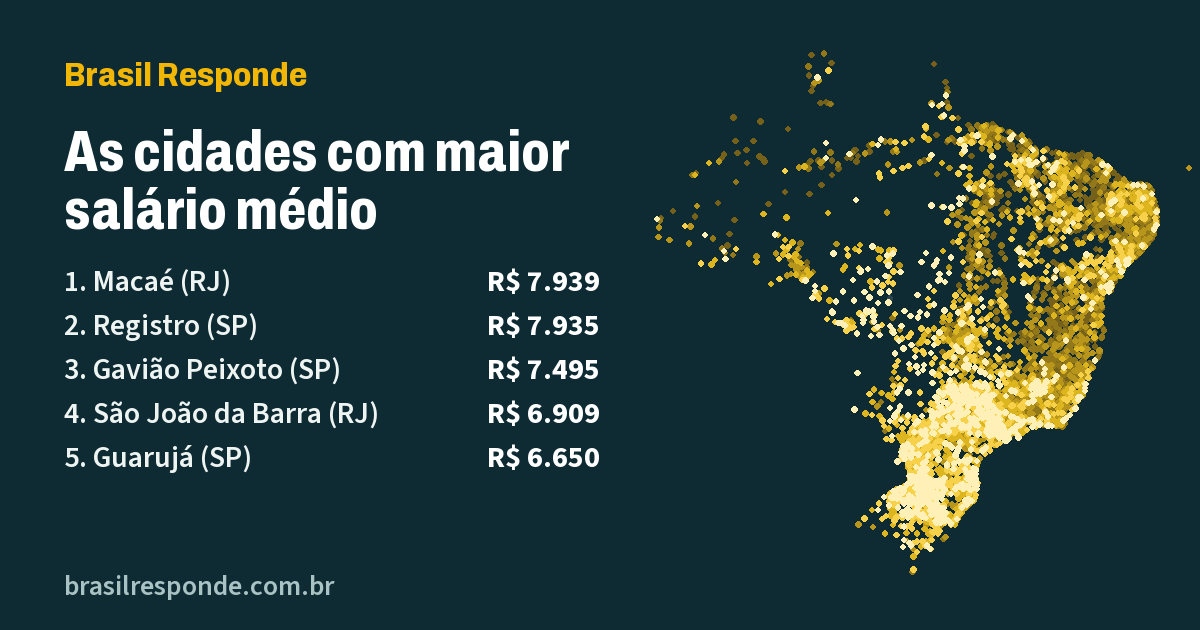 Brasil Responde
As cidades com maior
salário médio
1. Macaé (RJ) R$ 7.939
2. Registro (SP) R$ 7.935
3. Gavião Peixoto (SP) R$ 7.495
4. São João da Barra (RJ) R$ 6.909
5. Guarujá (SP) R$ 6.650
brasilresponde.com.br